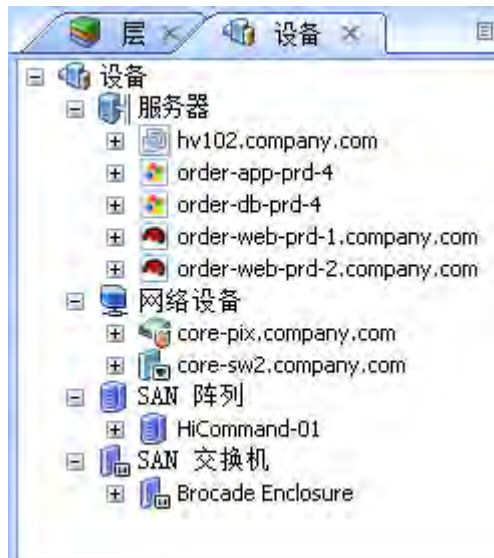 层 设备
设备
服务器
hv102.company.com
order-app-prd-4
order-db-prd-4
order-web-prd-1.company.com
order-web-prd-2.company.com
网络设备
core-pix.company.com
core-sw2.company.com
SAN 阵列
HiCommand-01
SAN 交换机
Brocade Enclosure